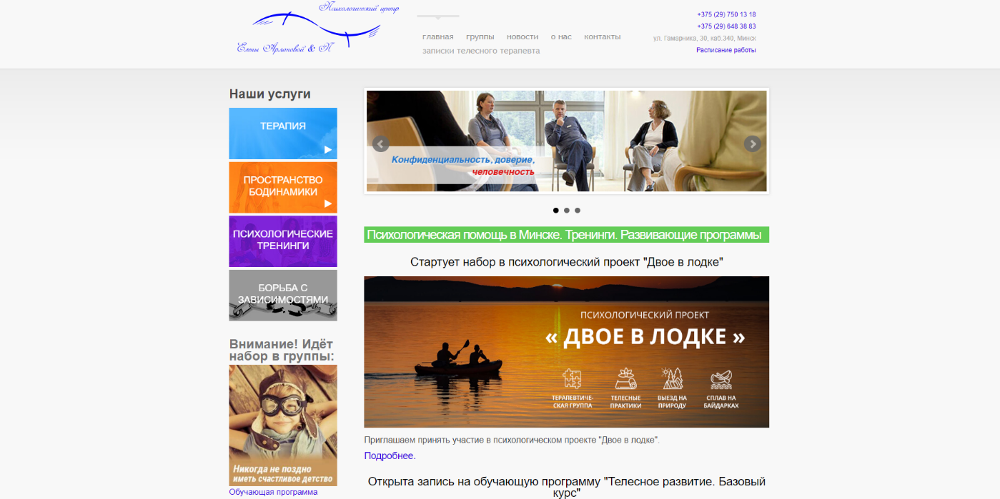 Психологический центр
Елены Арлановой & П
главная группы новости о нас контакты
записки телесного терапевта
+375 (29) 750 13 18
+375 (29) 648 38 83
ул. Гамарника, 30, каб.340, Минск
Расписание работы
Наши услуги
ТЕРАПИЯ
ПРОСТРАНСТВО
БОДИНАМИКИ
ПСИХОЛОГИЧЕСКИЕ
ТРЕНИНГИ
БОРЬБА С
ЗАВИСИМОСТЯМИ
Внимание! Идёт
набор в группы:
Никогда не поздно
иметь счастливое детство
Обучающая программа
Конфиденциальность, доверие,
человечность
Психологическая помощь в Минске. Тренинги. Развивающие программы
Стартует набор в психологический проект "Двое в лодке"
ПСИХОЛОГИЧЕСКИЙ ПРОЕКТ
« ДВОЕ В ЛОДКЕ »
ТЕРАПЕВТИЧЕ-
СКАЯ ГРУППА
ТЕЛЕСНЫЕ
ПРАКТИКИ
ВЫЕЗД НА
ПРИРОДУ
СПЛАВ НА
БАЙДАРКАХ
Приглашаем принять участие в психологическом проекте "Двое в лодке".
Подробнее.
Открыта запись на обучающую программу "Телесное развитие. Базовый
курс"